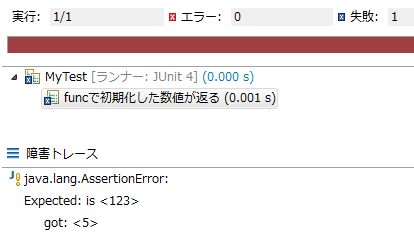 実行: 1/1 エラー: 0 失敗: 1
MyTest [ランナー: JUnit 4] (0.000 s)
funcで初期化した数値が返る (0.001 s)
障害トレース
java.lang.AssertionError:
Expected: is <123>
got: <5>